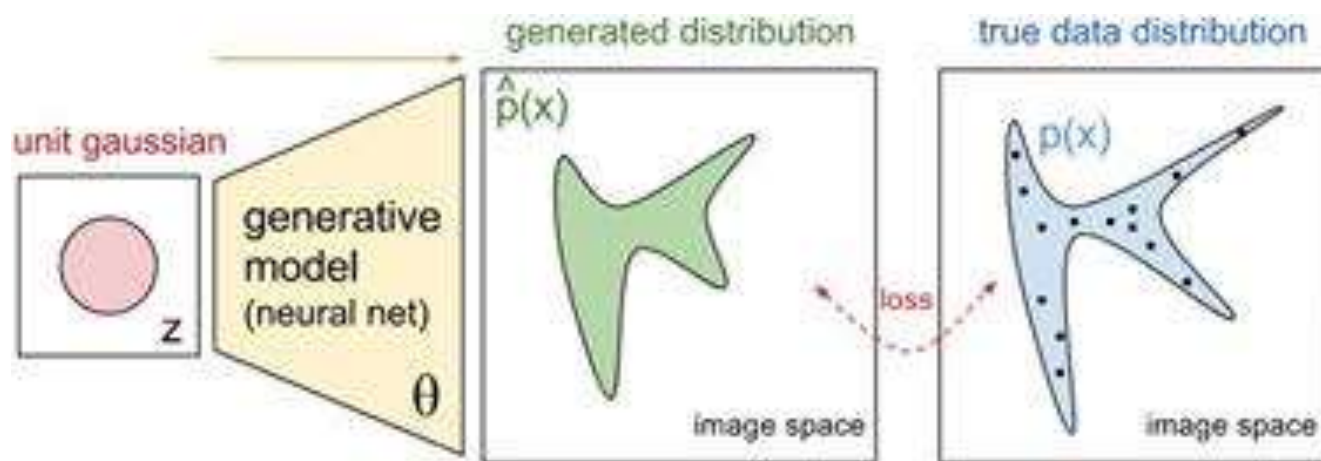 generated distribution
true data distribution
unit gaussian
z
generative
model
(neural net)
θ
p̂(x)
image space
loss
p(x)
image space